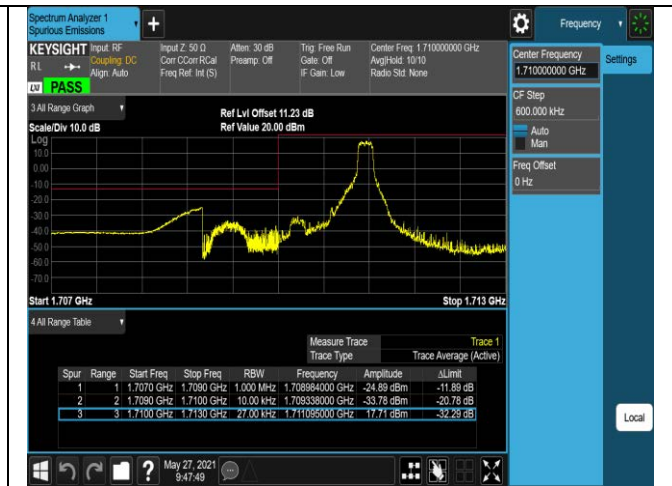 Spectrum Analyzer 1
Spurious Emissions
Frequency
KEYSIGHT Input: RF Input Z: 50 Ω Atten: 30 dB Trig: Free Run Center Freq: 1.710000000 GHz
RL Coupling: DC Corr CCorr RCal Preamp: Off Gate: Off Avg|Hold: 10/10
Align: Auto Freq Ref: Int (S) IF Gain: Low Radio Std: None
LXI PASS
Center Frequency
1.710000000 GHz
Settings
CF Step
600.000 kHz
Auto
Man
Freq Offset
0 Hz
3 All Range Graph
Ref Lvl Offset 11.23 dB
Scale/Div 10.0 dB Ref Value 20.00 dBm
Log
10.0
0.00
-10.0
-20.0
-30.0
-40.0
-50.0
-60.0
-70.0
Start 1.707 GHz Stop 1.713 GHz
4 All Range Table
Measure Trace Trace 1
Trace Type Trace Average (Active)
Spur Range Start Freq Stop Freq RBW Frequency Amplitude ΔLimit
1 1 1.7070 GHz 1.7090 GHz 1.000 MHz 1.708984000 GHz -24.89 dBm -11.89 dB
2 2 1.7090 GHz 1.7100 GHz 10.00 kHz 1.709338000 GHz -33.78 dBm -20.78 dB
3 3 1.7100 GHz 1.7130 GHz 27.00 kHz 1.711095000 GHz 17.71 dBm -32.29 dB
Local
? May 27, 2021
9:47:49